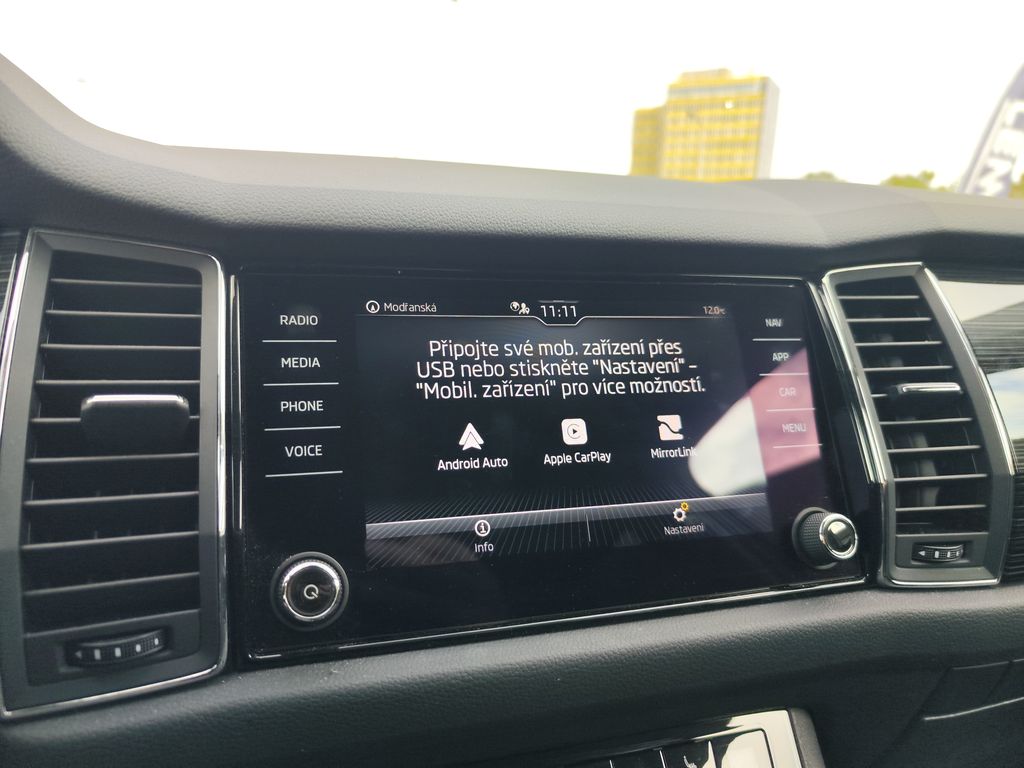 Modřanská
11:11
12.0°C
RADIO
MEDIA
PHONE
VOICE
Připojte své mob. zařízení přes
USB nebo stiskněte "Nastavení" -
"Mobil. zařízení" pro více možností.
Android Auto
Apple CarPlay
MirrorLink
Info
Nastavení
NAV
APP
CAR
MENU